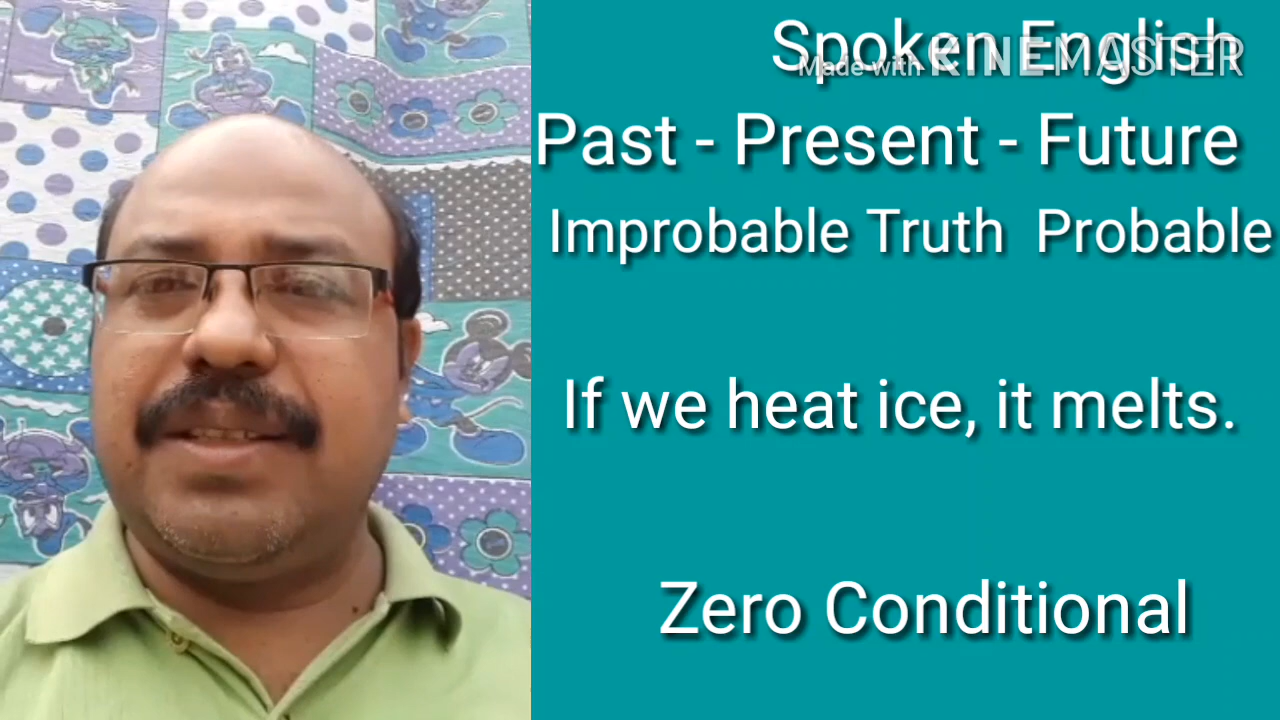 Spoken English
Made with KINEMASTER
Past - Present - Future
Improbable Truth Probable
If we heat ice, it melts.
Zero Conditional